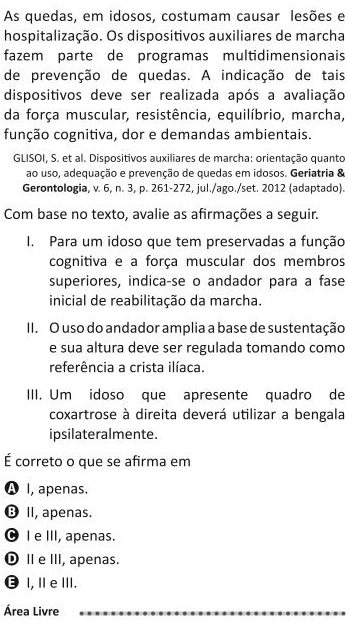 As quedas, em idosos, costumam causar lesões e
hospitalização. Os dispositivos auxiliares de marcha
fazem parte de programas multidimensionais
de prevenção de quedas. A indicação de tais
dispositivos deve ser realizada após a avaliação
da força muscular, resistência, equilíbrio, marcha,
função cognitiva, dor e demandas ambientais.
GLISOI, S. et al. Dispositivos auxiliares de marcha: orientação quanto
ao uso, adequação e prevenção de quedas em idosos. Geriatria &
Gerontologia, v. 6, n. 3, p. 261-272, jul./ago./set. 2012 (adaptado).
Com base no texto, avalie as afirmações a seguir.
I. Para um idoso que tem preservadas a função
cognitiva e a força muscular dos membros
superiores, indica-se o andador para a fase
inicial de reabilitação da marcha.
II. O uso do andador amplia a base de sustentação
e sua altura deve ser regulada tomando como
referência a crista ilíaca.
III. Um idoso que apresente quadro de
coxartrose à direita deverá utilizar a bengala
ipsilateralmente.
É correto o que se afirma em
A I, apenas.
B II, apenas.
C I e III, apenas.
D II e III, apenas.
E I, II e III.
Área Livre